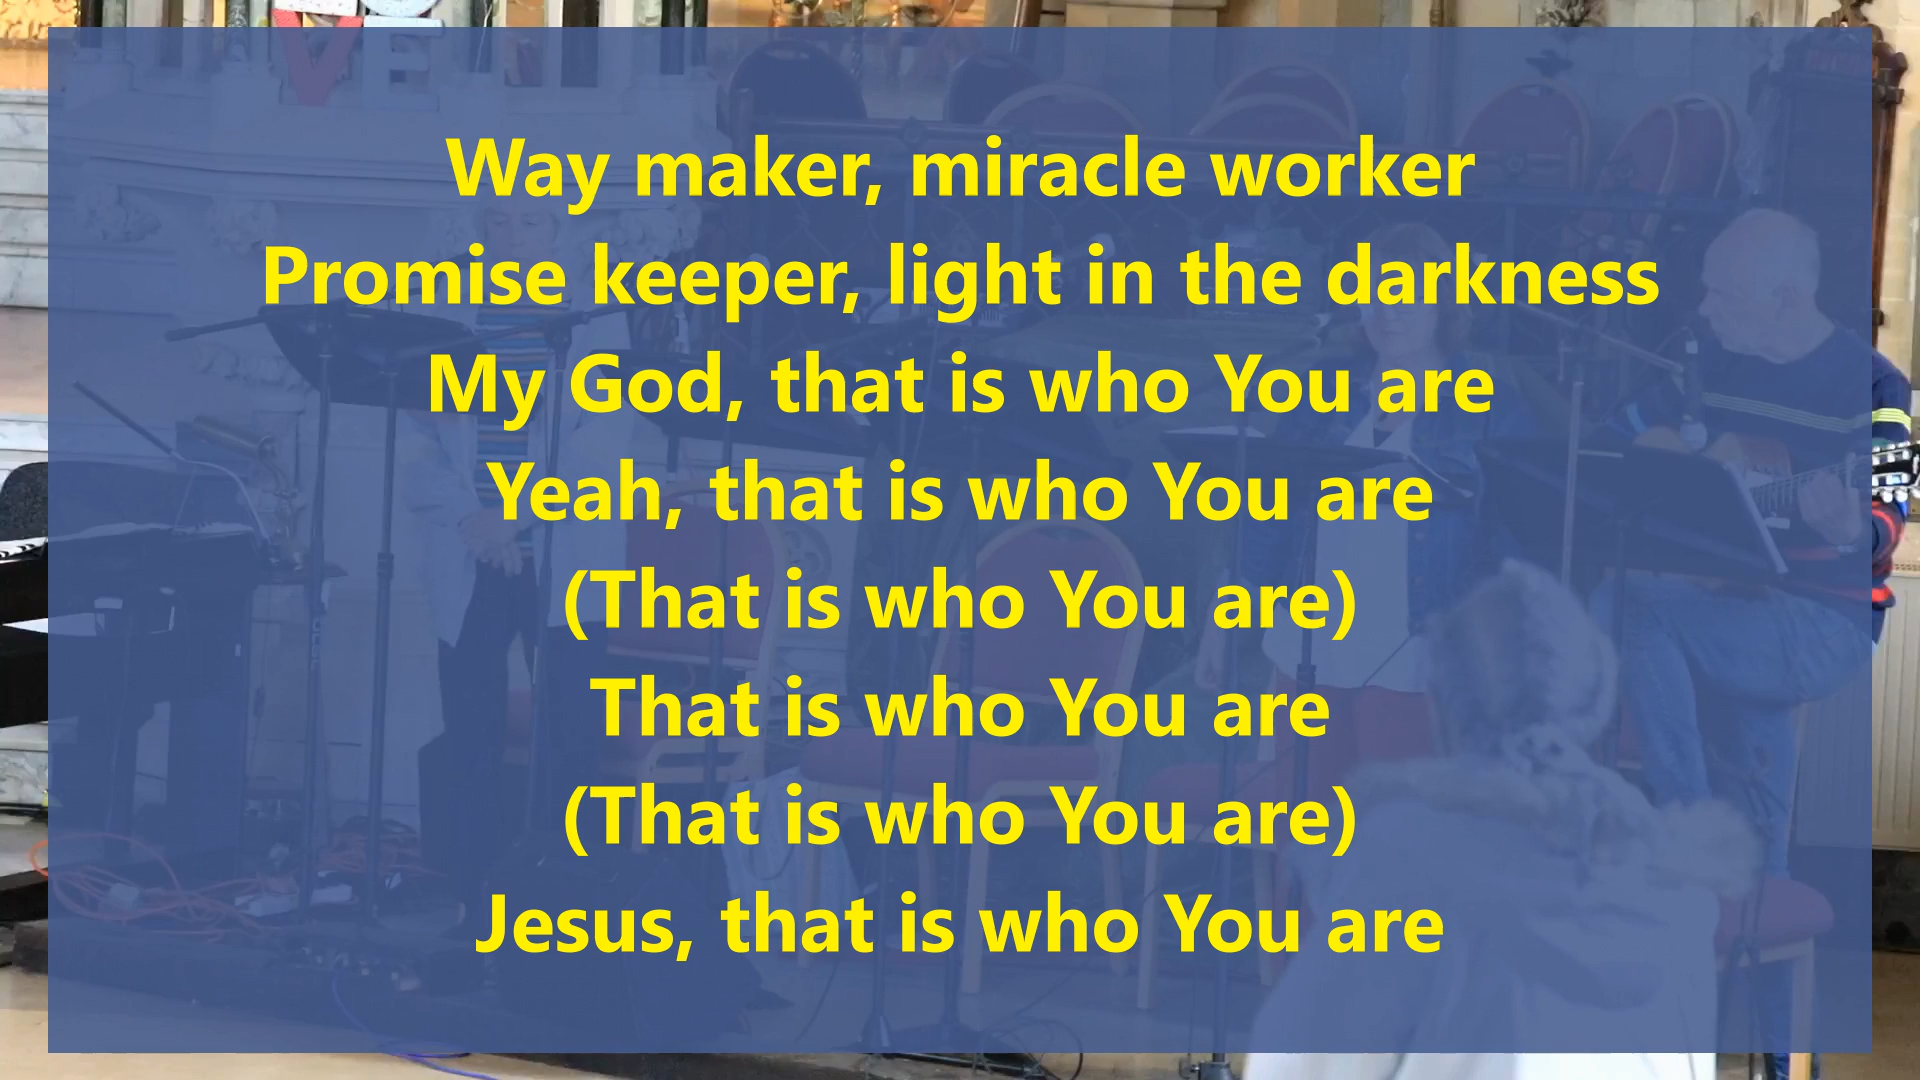 LOVE
Way maker, miracle worker
Promise keeper, light in the darkness
My God, that is who You are
Yeah, that is who You are
(That is who You are)
That is who You are
(That is who You are)
Jesus, that is who You are